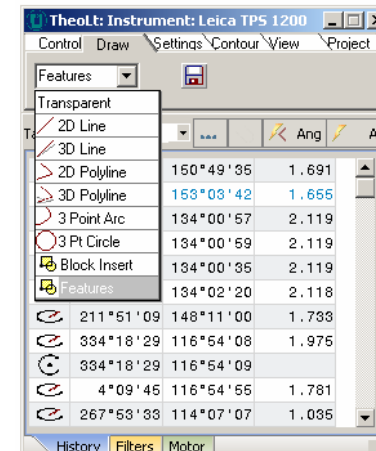 TheoLt: Instrument: Leica TPS 1200
Control Draw Settings Contour View Project
Features
Transparent
2D Line
3D Line
2D Polyline
3D Polyline
3 Point Arc
3 Pt Circle
Block Insert
Features
Ang
150°49'35 1.691
153°03'42 1.655
134°00'57 2.119
134°00'59 2.119
134°00'35 2.119
134°02'20 2.118
211°51'09 148°11'00 1.733
334°18'29 116°54'08 1.975
334°18'29 116°54'09
4°09'45 116°54'55 1.781
267°53'33 114°07'07 1.035
History Filters Motor